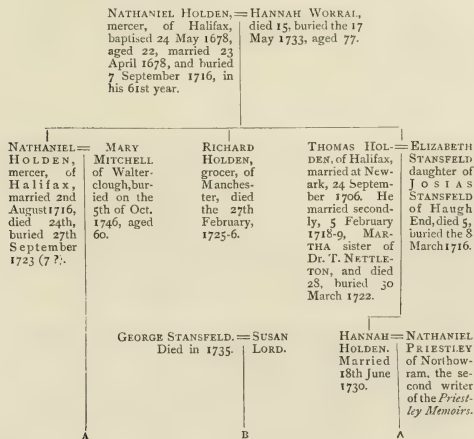 NATHANIEL HOLDEN,
mercer, of Halifax,
baptised 24 May 1678,
aged 22, married 23
April 1678, and buried
7 September 1716, in
his 61st year.
HANNAH WORRAL,
died 15, buried the 17
May 1733, aged 77.
NATHANIEL
HOLDEN,
mercer, of
Halifax,
married 2nd
August 1716,
died 24th,
buried 27th
September
1723 (7 ?).
MARY
MITCHELL
of Walter-
clough, bur-
ied on the
5th of Oct.
1746, aged
60.
RICHARD
HOLDEN,
grocer, of
Manches-
ter, died
the 27th
February,
1725-6.
THOMAS HOL-
DEN, of Halifax,
married at New-
ark, 24 Septem-
ber 1706. He
married second-
ly, 5 February
1718-9, MAR-
THA sister of
Dr. T. NETTLE-
TON, and died
28, buried 30
March 1722.
ELIZABETH
STANSFELD
daughter of
JOSIAS
STANSFELD
of Haugh
End, died 5,
buried the 8
March 1716.
GEORGE STANSFELD.
Died in 1735.
SUSAN
LORD.
HANNAH
HOLDEN.
Married
18th June
1730.
NATHANIEL
PRIESTLEY
of Northow-
ram, the se-
cond writer
of the Priest-
ley Memoirs.
A
B
A